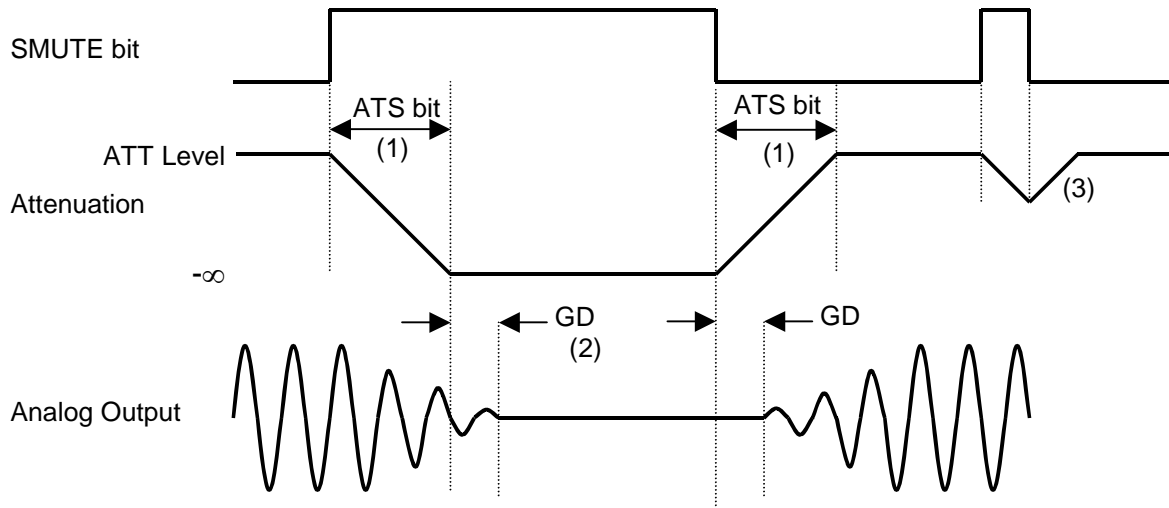 SMUTE bit
ATS bit
ATS bit
(1)
(1)
ATT Level
(3)
Attenuation
-∞
GD
GD
(2)
Analog Output